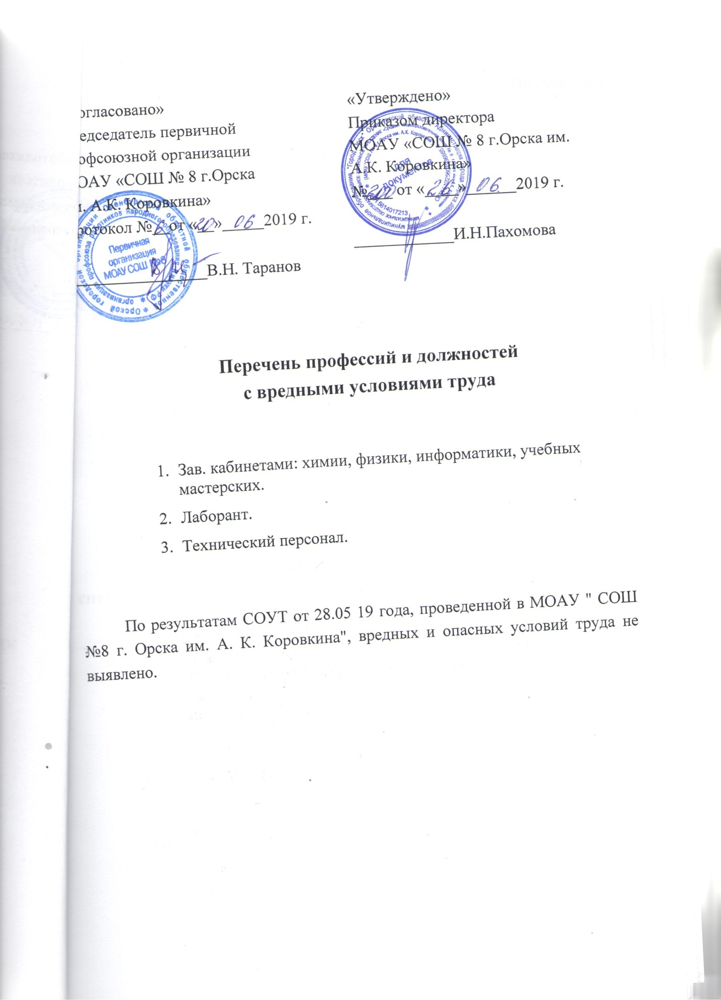 огласовано»
едседатель первичной
офсоюзной организации
ОАУ «СОШ № 8 г.Орска
. А.К. Коровкина»
ротокол № 6 от «20» 06 2019 г.
В.Н. Таранов
Первичная
организация
МОАУ СОШ №8
«Утверждено»
Приказом директора
МОАУ «СОШ № 8 г.Орска им.
А.К. Коровкина»
№ от «26» 06. 2019 г.
И.Н.Пахомова
для
документов
5614017213
Перечень профессий и должностей
с вредными условиями труда
1. Зав. кабинетами: химии, физики, информатики, учебных
мастерских.
2. Лаборант.
3. Технический персонал.
По результатам СОУТ от 28.05 19 года, проведенной в МОАУ " СОШ
№8 г. Орска им. А. К. Коровкина", вредных и опасных условий труда не
выявлено.